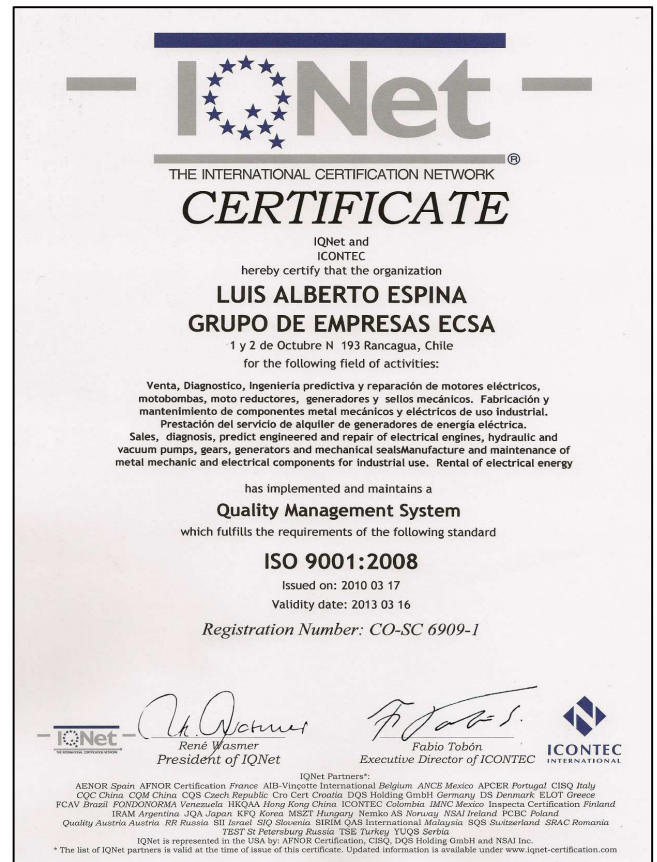 IQNet
®
THE INTERNATIONAL CERTIFICATION NETWORK
CERTIFICATE
IQNet and
ICONTEC
hereby certify that the organization
LUIS ALBERTO ESPINA
GRUPO DE EMPRESAS ECSA
1 y 2 de Octubre N 193 Rancagua, Chile
for the following field of activities:
Venta, Diagnostico, Ingeniería predictiva y reparación de motores eléctricos,
motobombas, moto reductores, generadores y sellos mecánicos. Fabricación y
mantenimiento de componentes metal mecánicos y eléctricos de uso industrial.
Prestación del servicio de alquiler de generadores de energía eléctrica.
Sales, diagnosis, predict engineered and repair of electrical engines, hydraulic and
vacuum pumps, gears, generators and mechanical sealsManufacture and maintenance of
metal mechanic and electrical components for industrial use. Rental of electrical energy
has implemented and maintains a
Quality Management System
which fulfills the requirements of the following standard
ISO 9001:2008
Issued on: 2010 03 17
Validity date: 2013 03 16
Registration Number: CO-SC 6909-1
IQNet
THE INTERNATIONAL CERTIFICATION NETWORK
René Wasmer
President of IQNet
Fabio Tobón
Executive Director of ICONTEC
ICONTEC
INTERNATIONAL
IQNet Partners*:
AENOR Spain AFNOR Certification France AIB-Vinçotte International Belgium ANCE Mexico APCER Portugal CISQ Italy
CQC China CQM China CQS Czech Republic Cro Cert Croatia DQS Holding GmbH Germany DS Denmark ELOT Greece
FCAV Brazil FONDONORMA Venezuela HKQAA Hong Kong China ICONTEC Colombia IMNC Mexico Inspecta Certification Finland
IRAM Argentina JQA Japan KFQ Korea MSZT Hungary Nemko AS Norway NSAI Ireland PCBC Poland
Quality Austria Austria RR Russia SII Israel SIQ Slovenia SIRIM QAS International Malaysia SQS Switzerland SRAC Romania
TEST St Petersburg Russia TSE Turkey YUQS Serbia
IQNet is represented in the USA by: AFNOR Certification, CISQ, DQS Holding GmbH and NSAI Inc.
* The list of IQNet partners is valid at the time of issue of this certificate. Updated information is available under www.iqnet-certification.com